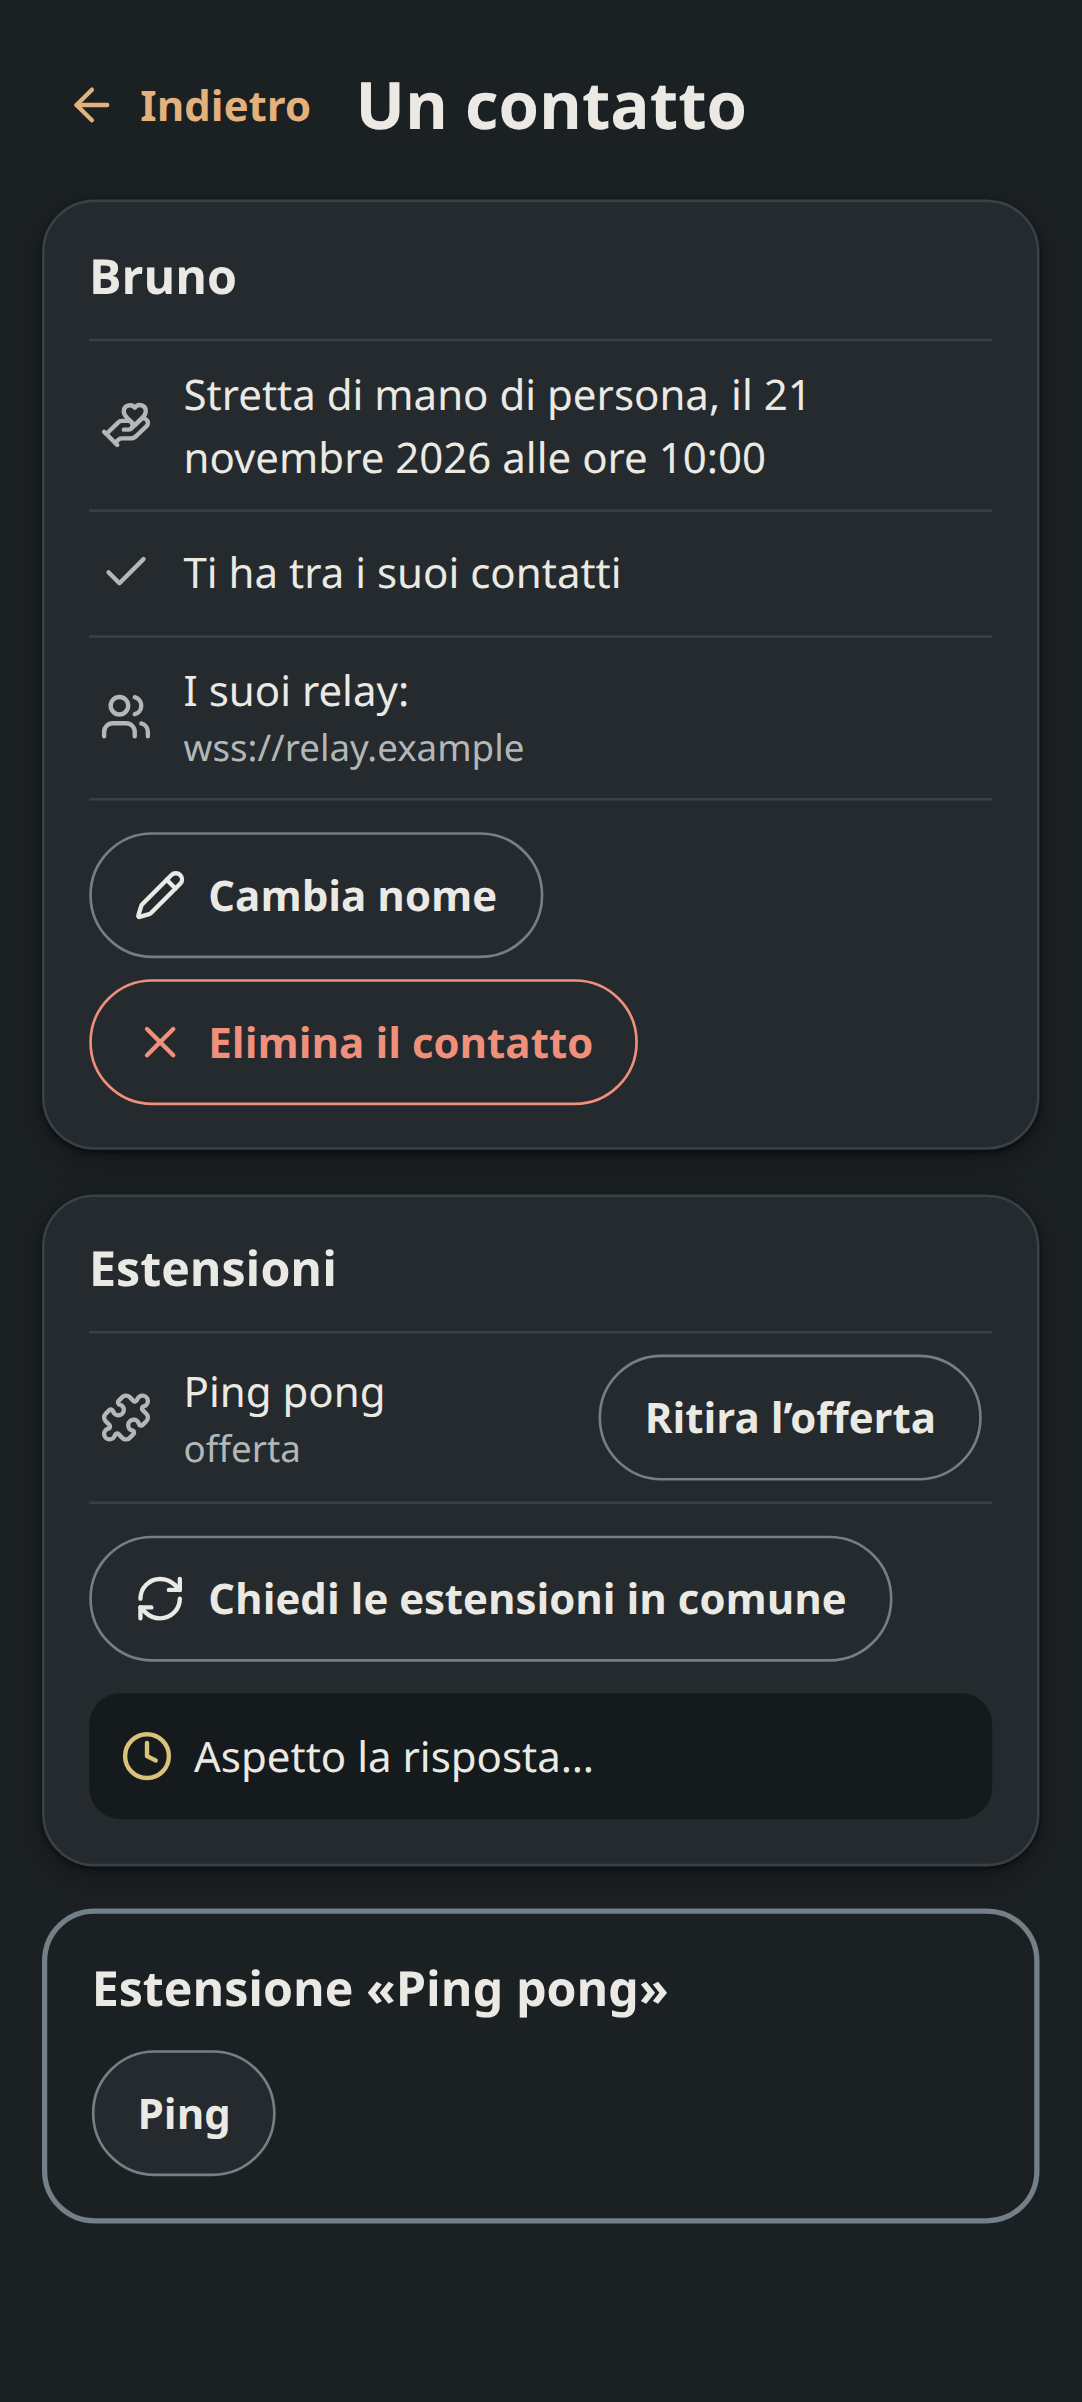 Indietro
Un contatto
Bruno
Stretta di mano di persona, il 21
novembre 2026 alle ore 10:00
Ti ha tra i suoi contatti
I suoi relay:
wss://relay.example
Cambia nome
Elimina il contatto
Estensioni
Ping pong
offerta
Ritira l’offerta
Chiedi le estensioni in comune
Aspetto la risposta…
Estensione «Ping pong»
Ping